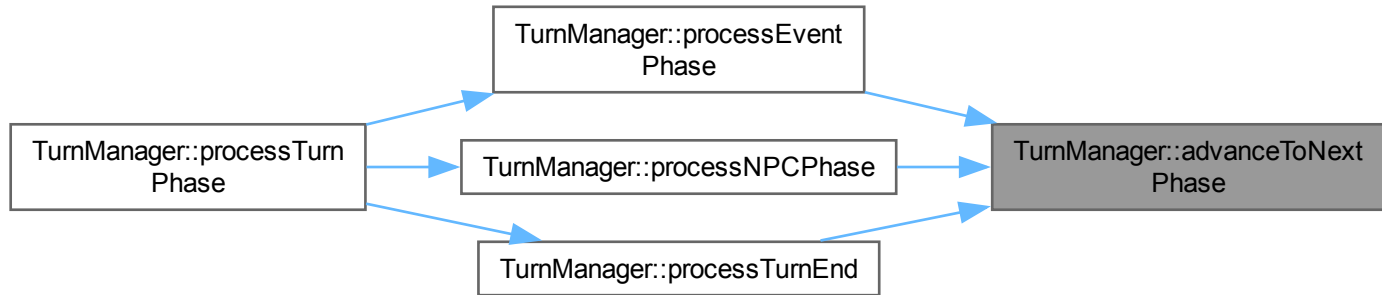 TurnManager::processEvent
Phase
TurnManager::processTurn
Phase
TurnManager::processNPCPhase
TurnManager::advanceToNext
Phase
TurnManager::processTurnEnd